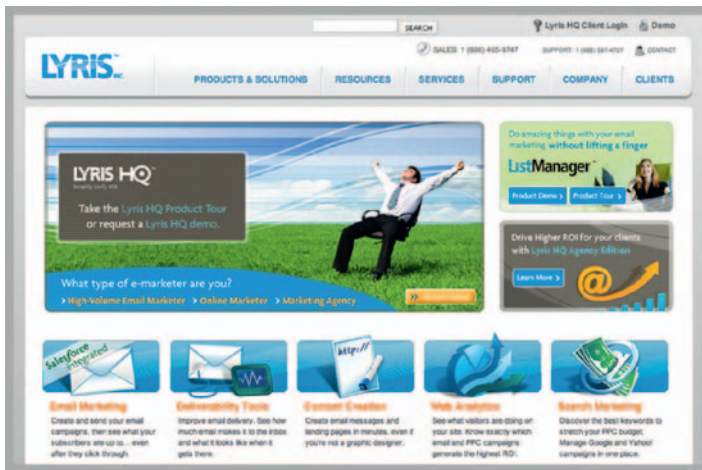 SEARCH
Lyris HQ Client Login
Demo
SALES: 1 (800)
SUPPORT: 1 (888)
CONTACT
LYRIS INC.
PRODUCTS & SOLUTIONS RESOURCES SERVICES SUPPORT COMPANY CLIENTS
LYRIS HQ
Take the Lyris HQ Product Tour
or request a Lyris HQ demo.
What type of e-marketer are you?
> High-Volume Email Marketer > Online Marketer > Marketing Agency
Do amazing things with your email
marketing without lifting a finger
ListManager™
Product Demo > Product Tour >
Drive Higher ROI for your clients
with Lyris HQ Agency Edition
Learn More >
@
Salesforce
Integrated
http://
Email Marketing
Create and send your email
campaigns, then see what your
subscribers are up to... even
after they click through.
Deliverability Tools
Improve email delivery. See how
much email makes it to the inbox
and what it looks like when it
gets there.
Content Creation
Create email messages and
landing pages in minutes, even if
you're not a graphic designer.
Web Analytics
See what visitors are doing on
your site. Know exactly which
email and PPC campaigns
generate the highest ROI.
Search Marketing
Discover the best keywords to
stretch your PPC budget.
Manage Google and Yahoo!
campaigns in one place.